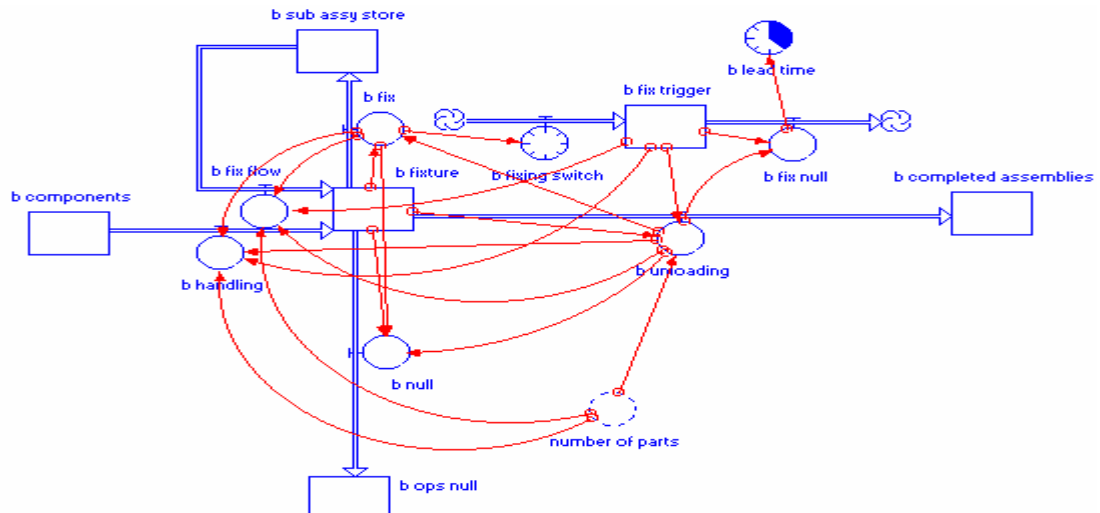 b sub assy store
b lead time
b fix trigger
b fix
b fix flow
b fixture
b fixing switch
b fix null
b completed assemblies
b components
b handling
b unloading
b null
number of parts
b ops null